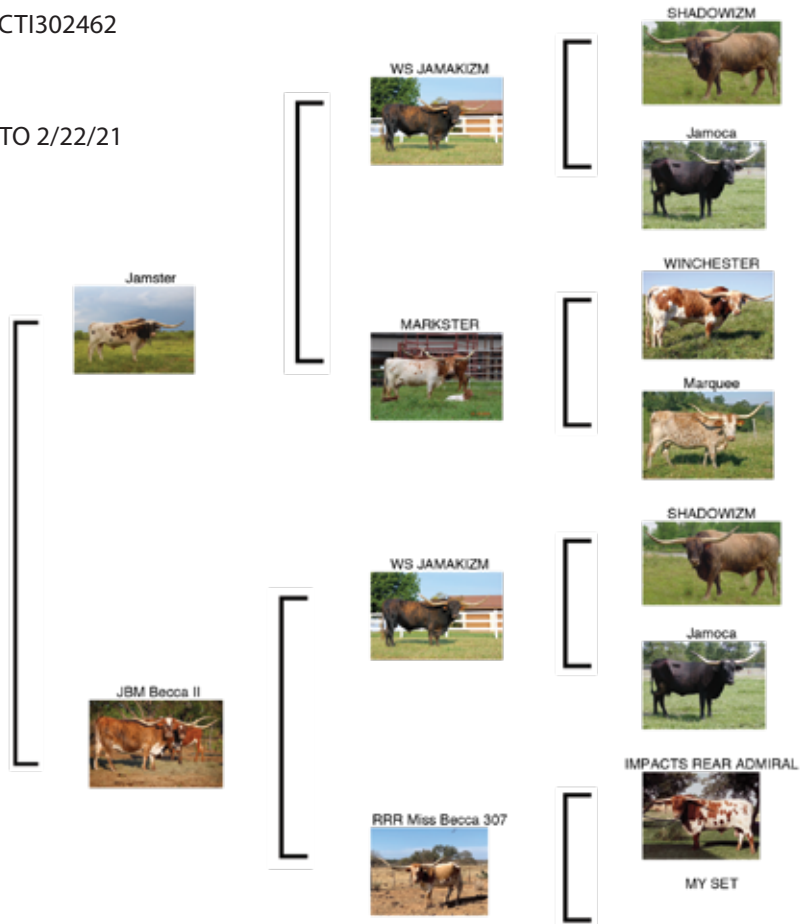 CTI302462
TO 2/22/21
SHADOWIZM
WS JAMAKIZM
Jamoca
WINCHESTER
Jamster
MARKSTER
Marquee
SHADOWIZM
WS JAMAKIZM
Jamoca
JBM Becca II
IMPACTS REAR ADMIRAL
RRR Miss Becca 307
MY SET